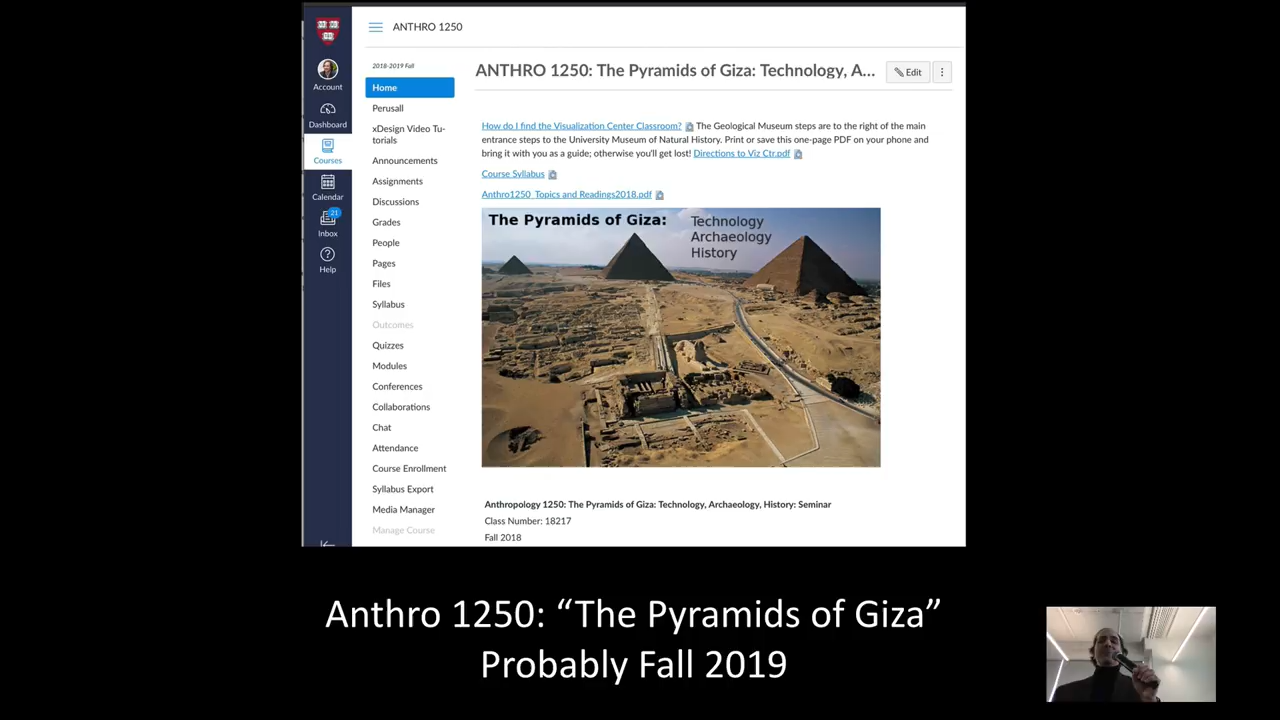 ANTHRO 1250
Account
Dashboard
Courses
Calendar
21
Inbox
Help
2018-2019 Fall
Home
Perusall
xDesign Video Tu-
torials
Announcements
Assignments
Discussions
Grades
People
Pages
Files
Syllabus
Outcomes
Quizzes
Modules
Conferences
Collaborations
Chat
Attendance
Course Enrollment
Syllabus Export
Media Manager
Manage Course
ANTHRO 1250: The Pyramids of Giza: Technology, A...
Edit
How do I find the Visualization Center Classroom? The Geological Museum steps are to the right of the main
entrance steps to the University Museum of Natural History. Print or save this one-page PDF on your phone and
bring it with you as a guide; otherwise you'll get lost! Directions to Viz Ctr.pdf
Course Syllabus
Anthro1250_Topics and Readings2018.pdf
The Pyramids of Giza: Technology
Archaeology
History
Anthropology 1250: The Pyramids of Giza: Technology, Archaeology, History: Seminar
Class Number: 18217
Fall 2018
Anthro 1250: “The Pyramids of Giza”
Probably Fall 2019